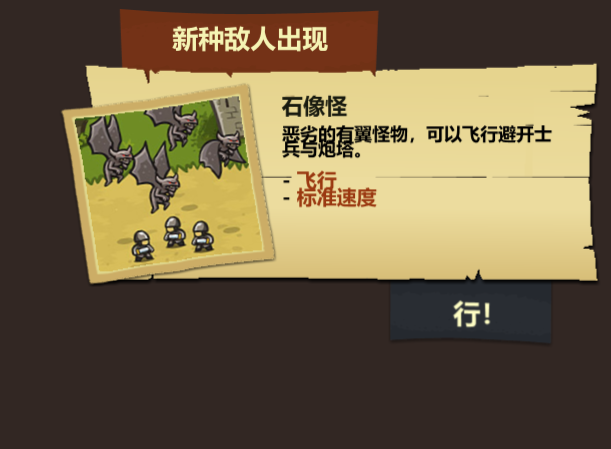 新种敌人出现
石像怪
恶劣的有翼怪物，可以飞行避开士
兵与炮塔。
- 飞行
- 标准速度
行!